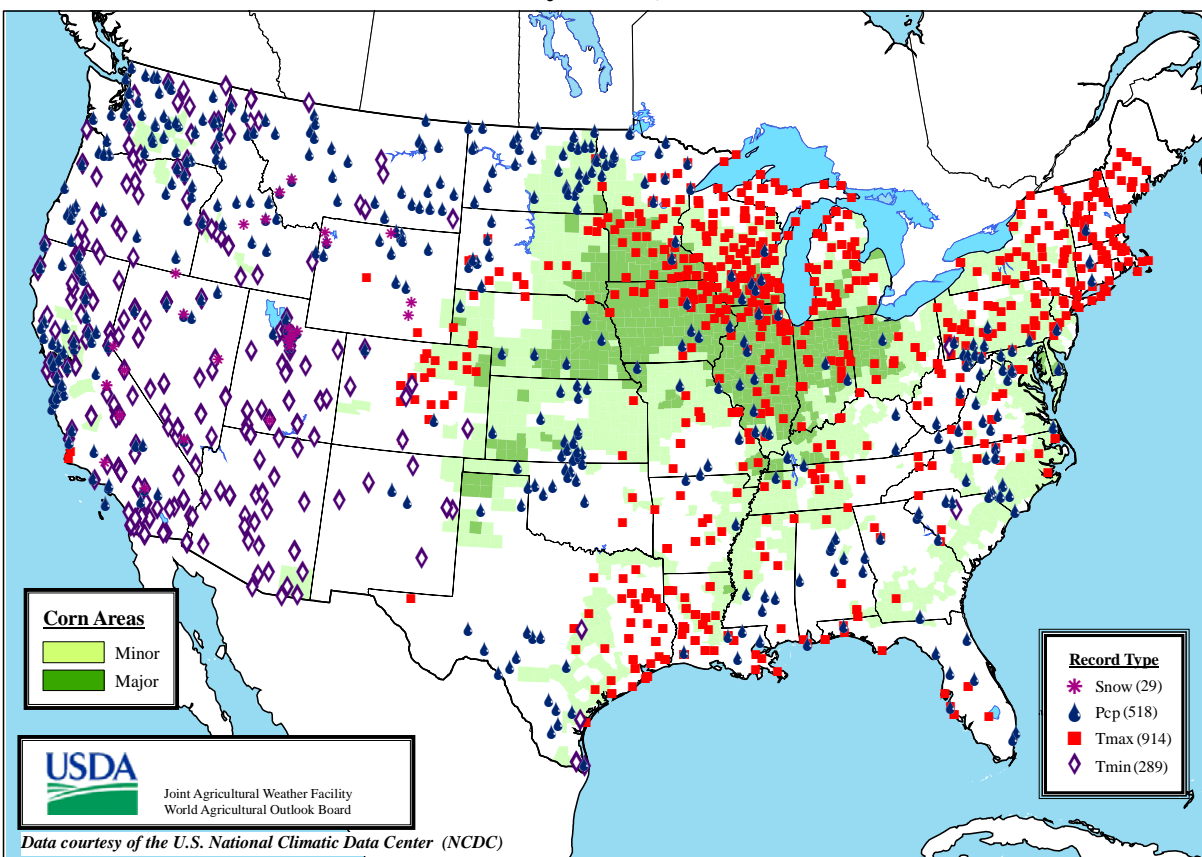 Corn Areas
Minor
Major
Record Type
Snow (29)
Pcp (518)
Tmax (914)
Tmin (289)
USDA
Joint Agricultural Weather Facility
World Agricultural Outlook Board
Data courtesy of the U.S. National Climatic Data Center (NCDC)